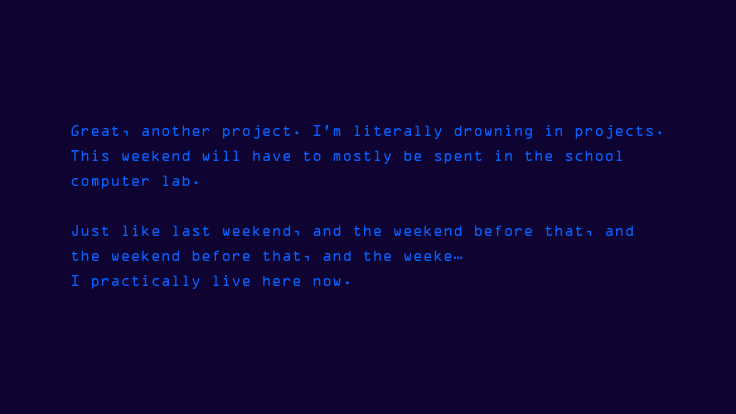 Great, another project. I'm literally drowning in projects.
This weekend will have to mostly be spent in the school
computer lab.
Just like last weekend, and the weekend before that, and
the weekend before that, and the weeke…
I practically live here now.